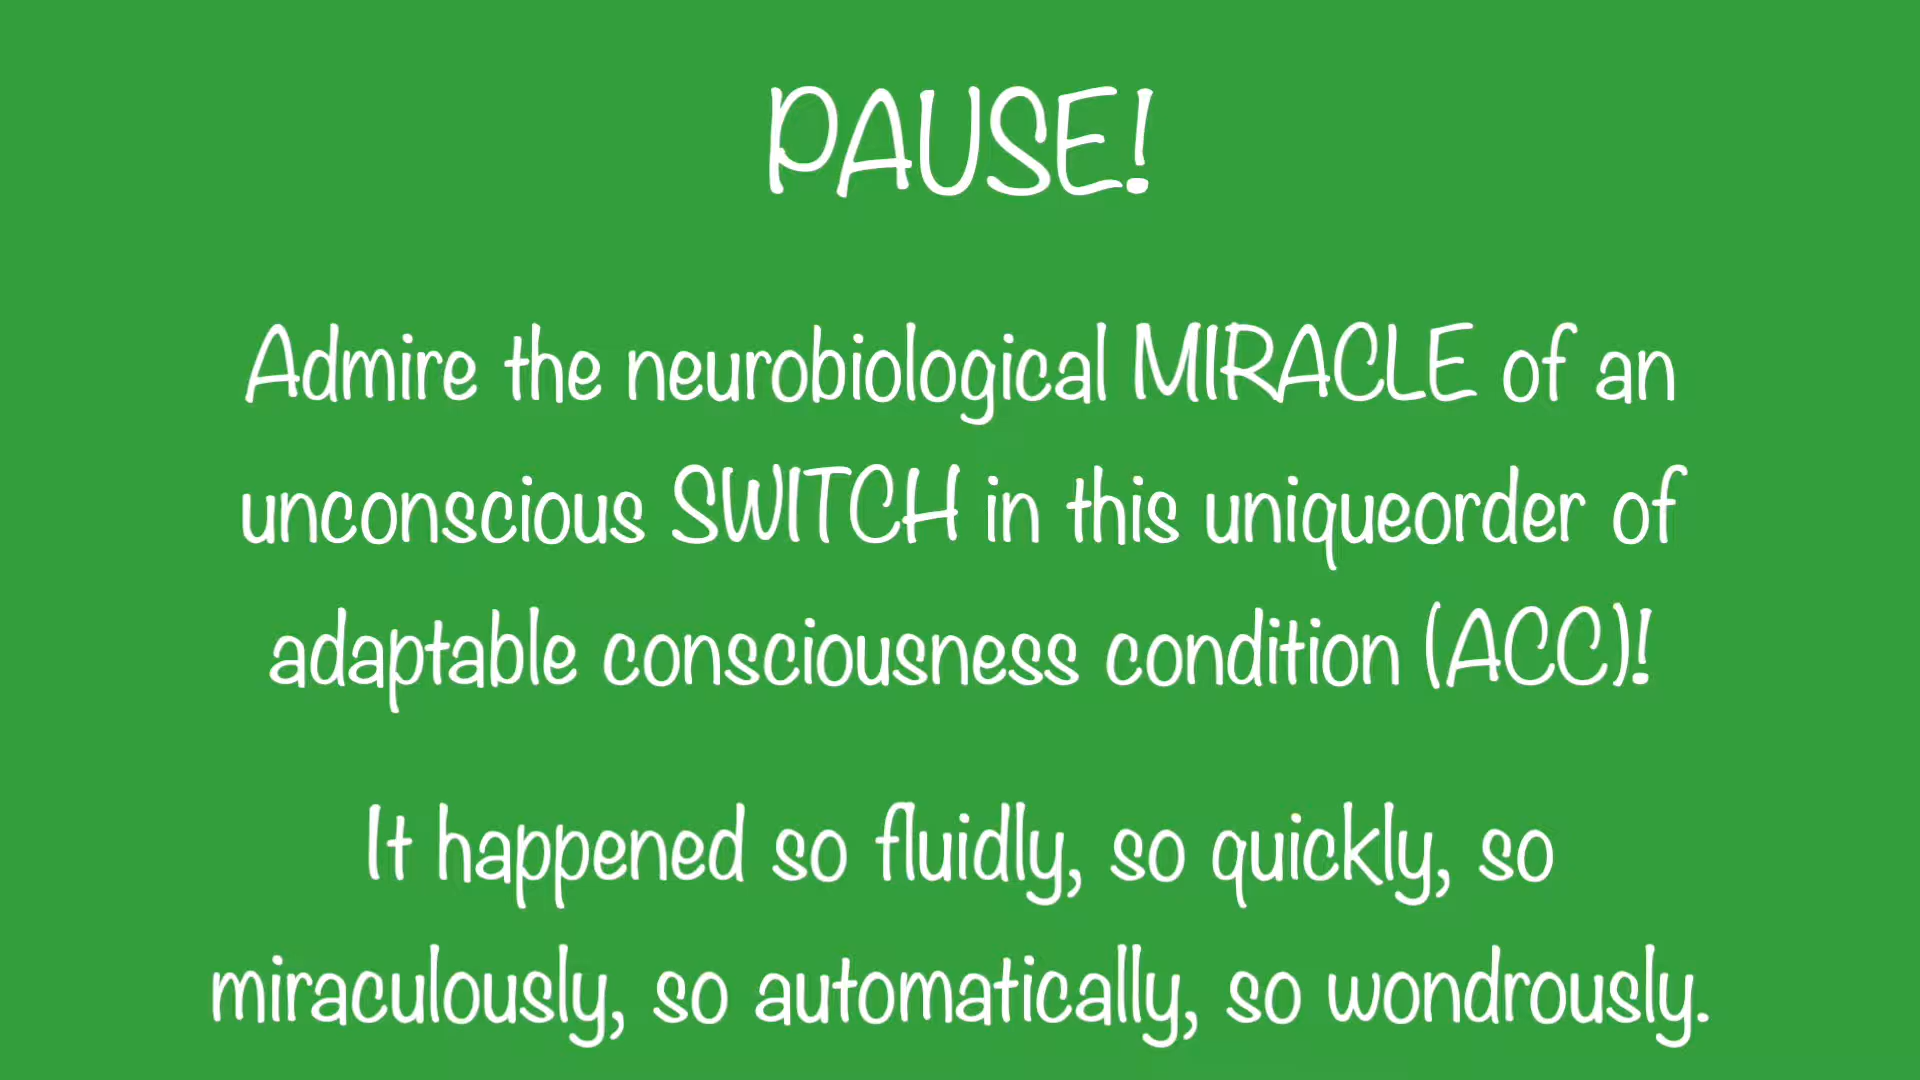 PAUSE!
Admire the neurobiological MIRACLE of an
unconscious SWITCH in this uniqueorder of
adaptable consciousness condition (ACC)!
It happened so fluidly, so quickly, so
miraculously, so automatically, so wondrously.